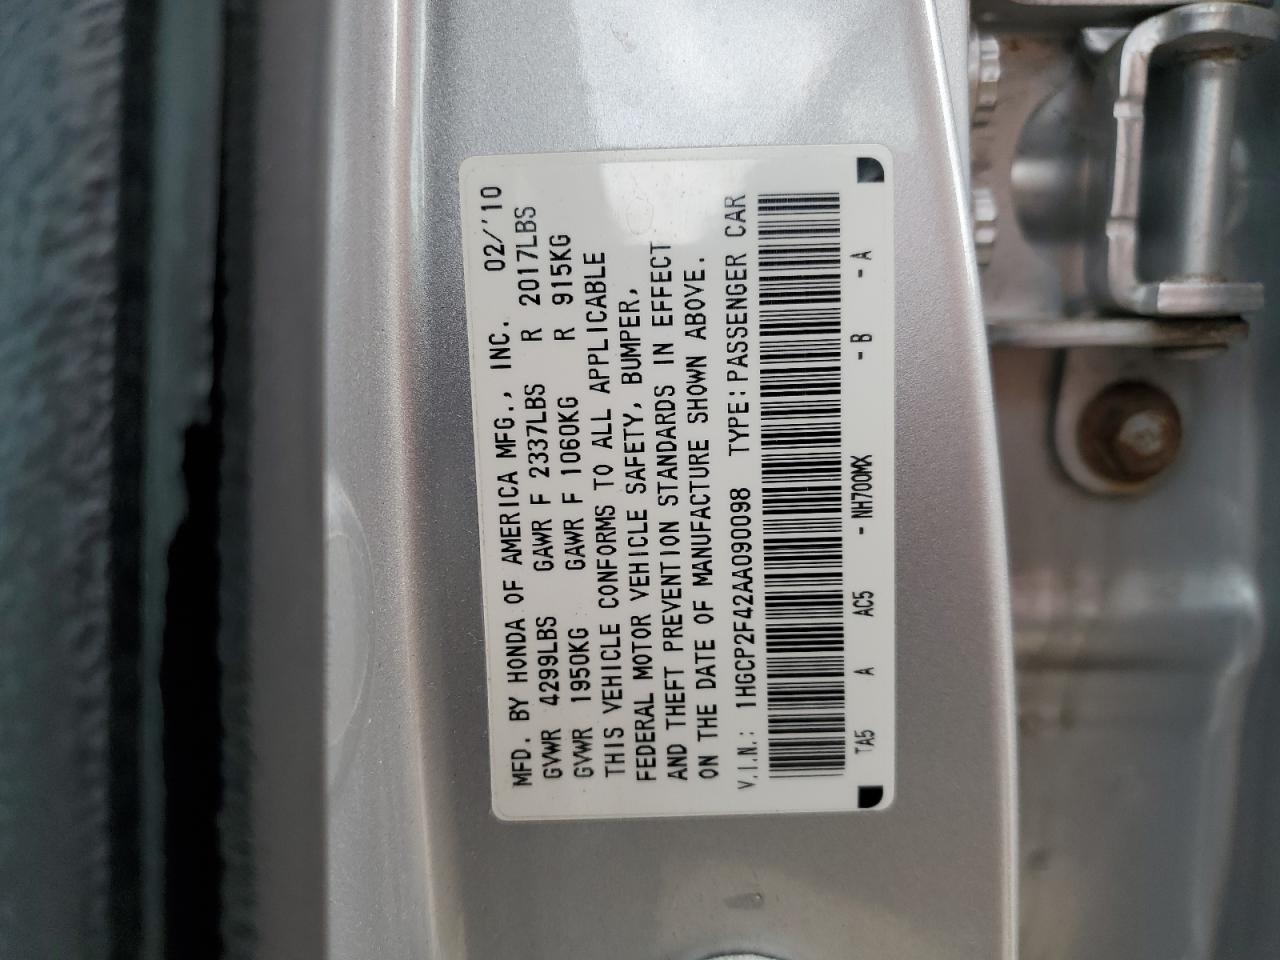 MFD. BY HONDA OF AMERICA MFG., INC. 02/'10
GVWR 4299LBS GAWR F 2337LBS R 2017LBS
GVWR 1950KG GAWR F 1060KG R 915KG
THIS VEHICLE CONFORMS TO ALL APPLICABLE
FEDERAL MOTOR VEHICLE SAFETY, BUMPER,
AND THEFT PREVENTION STANDARDS IN EFFECT
ON THE DATE OF MANUFACTURE SHOWN ABOVE.
V.I.N.: 1HGCP2F42AA090098 TYPE:PASSENGER CAR
TA5 A AC5 - NH700MX - B - A